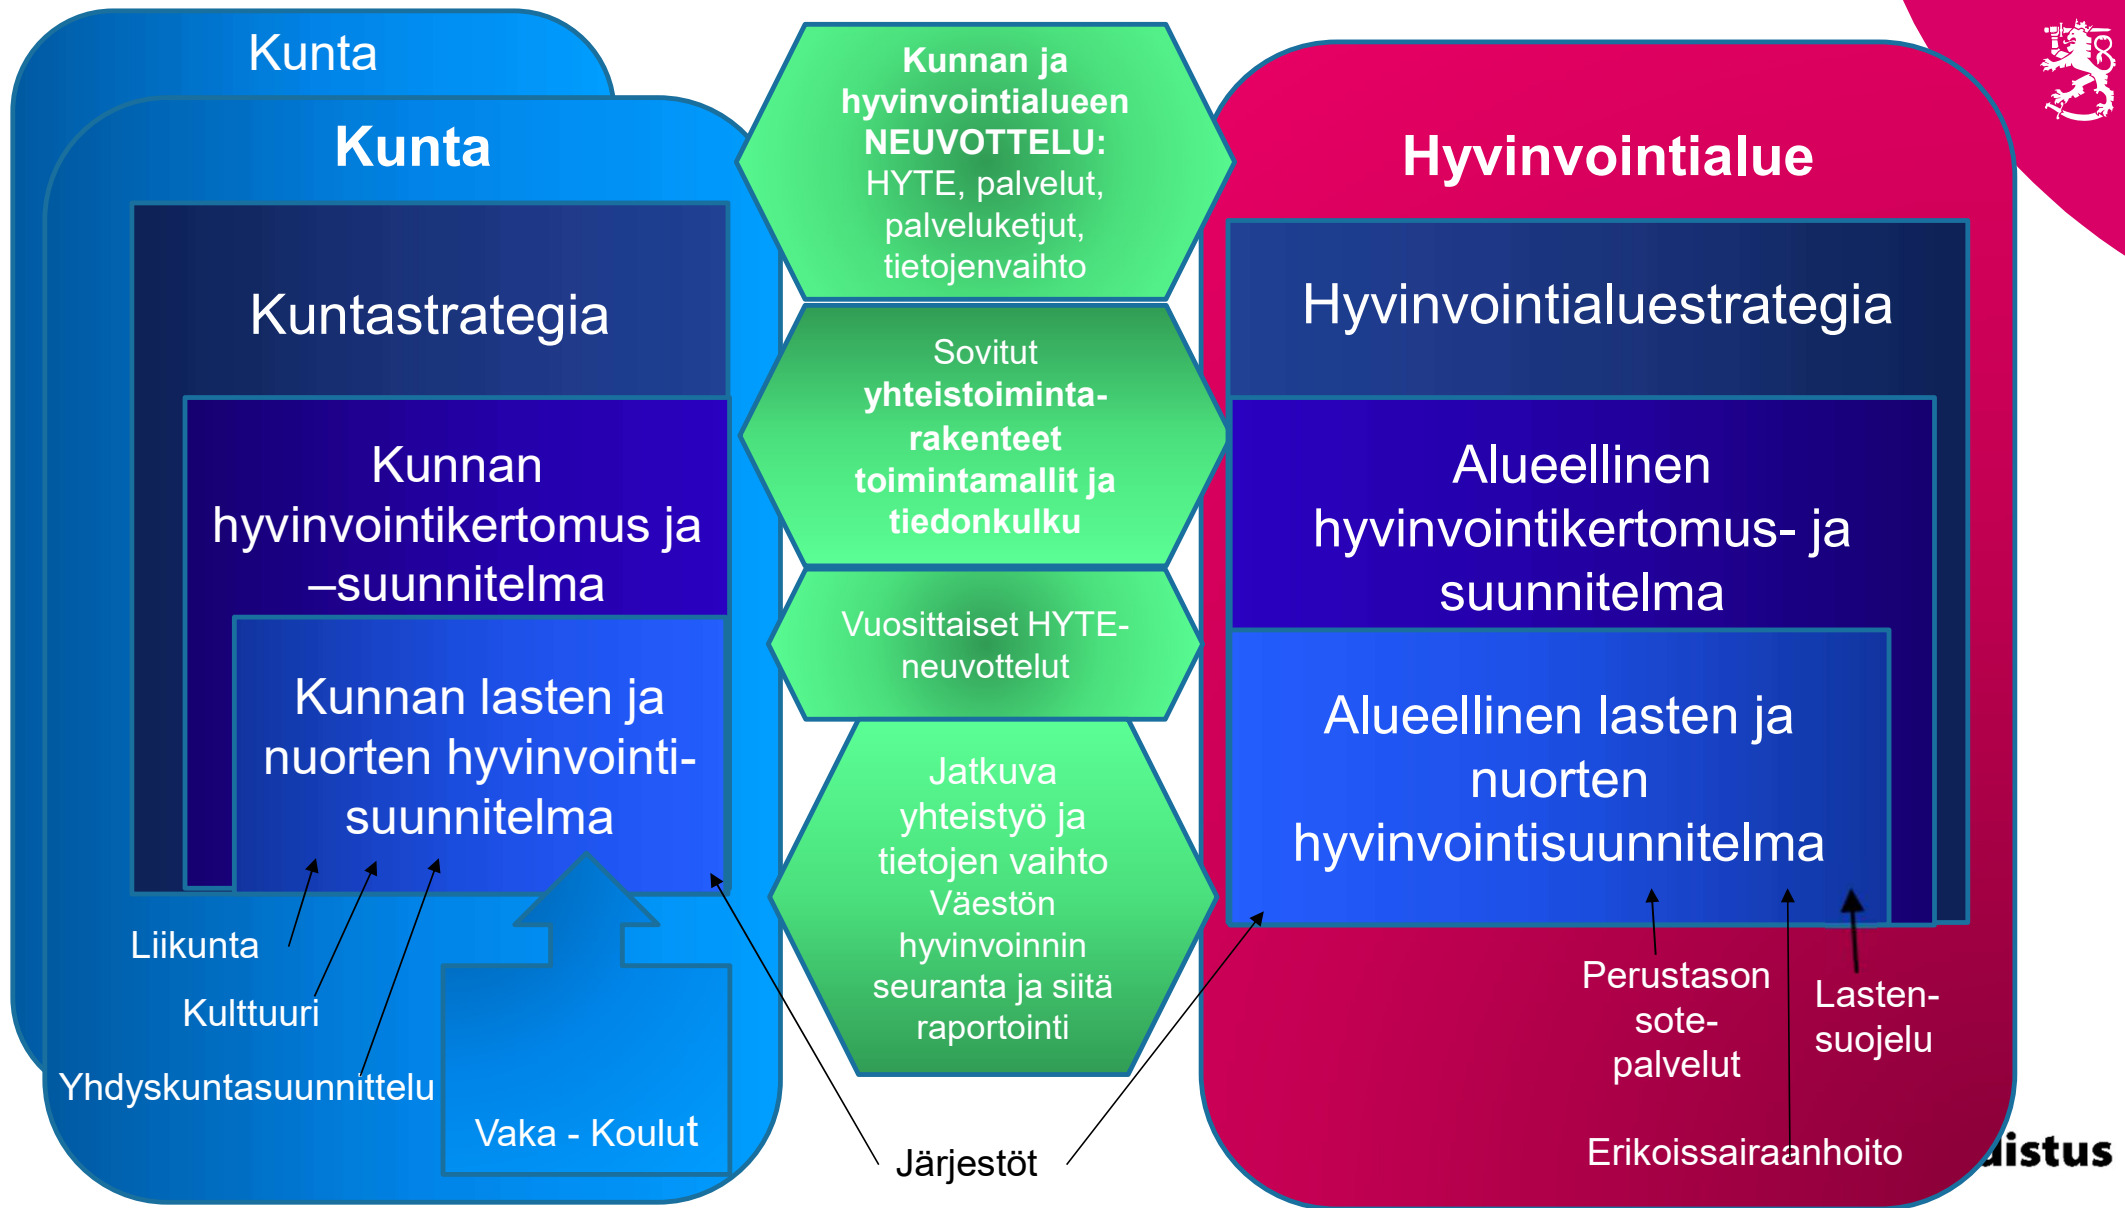 Kunta
Kunta
Kuntastrategia
Kunnan
hyvinvointikertomus ja
–suunnitelma
Kunnan lasten ja
nuorten hyvinvointi-
suunnitelma
Liikunta
Kulttuuri
Yhdyskuntasuunnittelu
Vaka - Koulut
Kunnan ja
hyvinvointialueen
NEUVOTTELU:
HYTE, palvelut,
palveluketjut,
tietojenvaihto
Sovitut
yhteistoiminta-
rakenteet
toimintamallit ja
tiedonkulku
Vuosittaiset HYTE-
neuvottelut
Jatkuva
yhteistyö ja
tietojen vaihto
Väestön
hyvinvoinnin
seuranta ja siitä
raportointi
Järjestöt
Hyvinvointialue
Hyvinvointialuestrategia
Alueellinen
hyvinvointikertomus- ja
suunnitelma
Alueellinen lasten ja
nuorten
hyvinvointisuunnitelma
Perustason
sote-
palvelut
Lasten-
suojelu
Erikoissairaanhoito